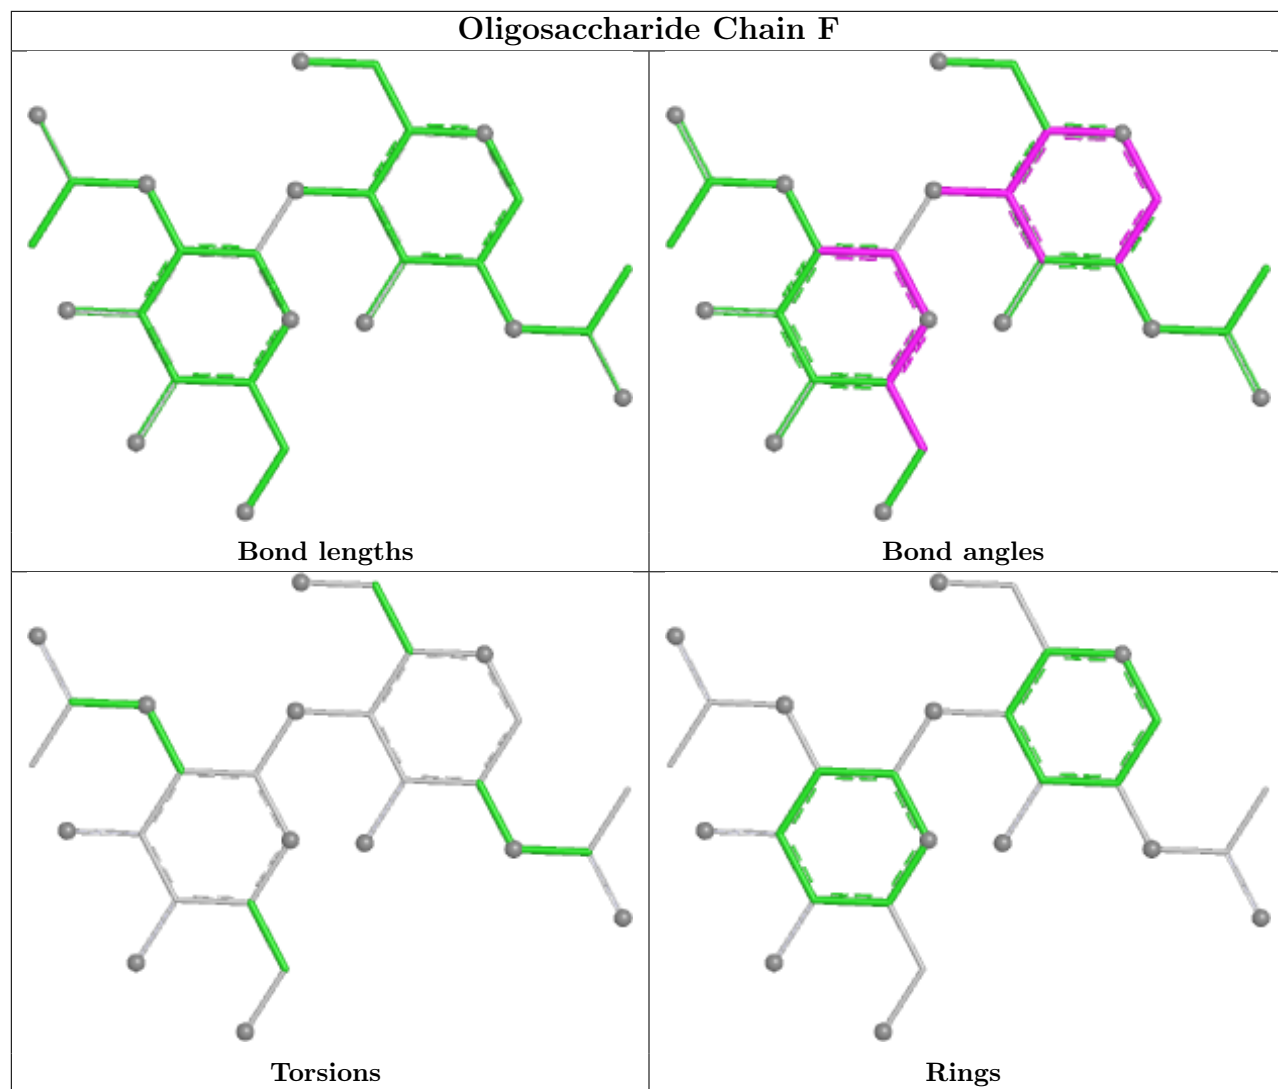 Oligosaccharide Chain F
Bond lengths
Bond angles
Torsions
Rings